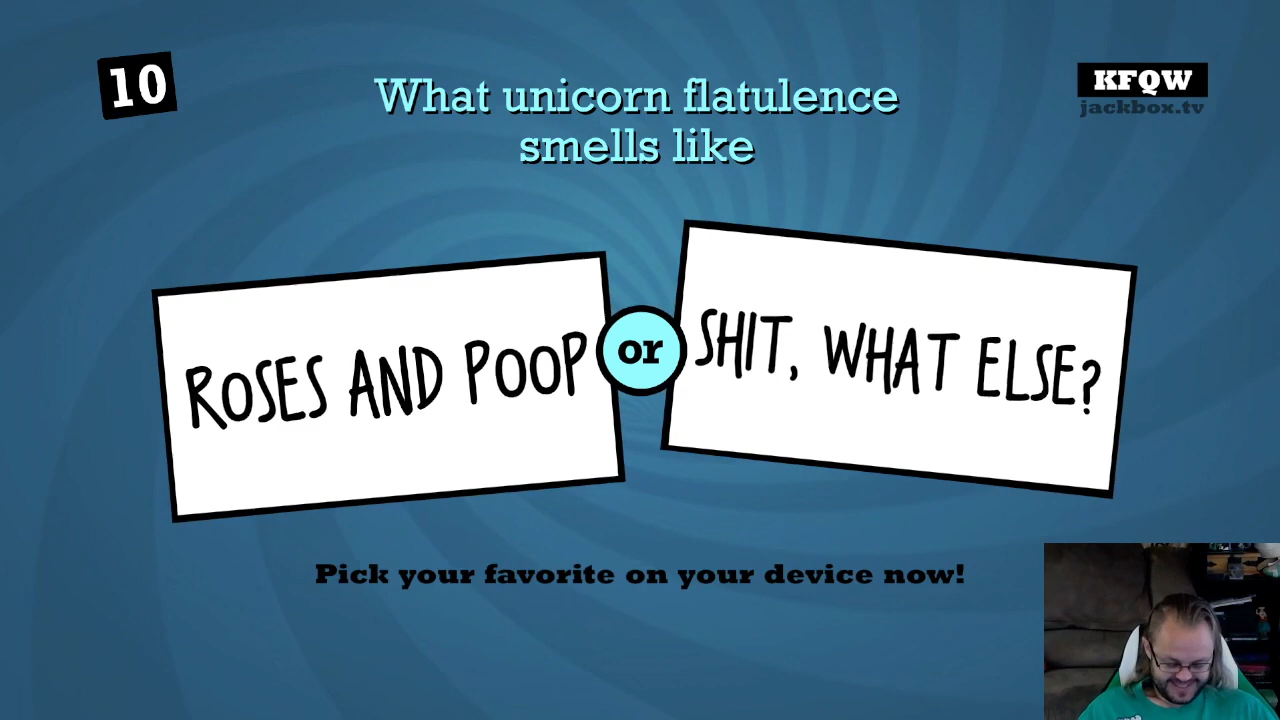 10
What unicorn flatulence
smells like
KFQW
jackbox.tv
ROSES AND POOP
or
SHIT, WHAT ELSE?
Pick your favorite on your device now!